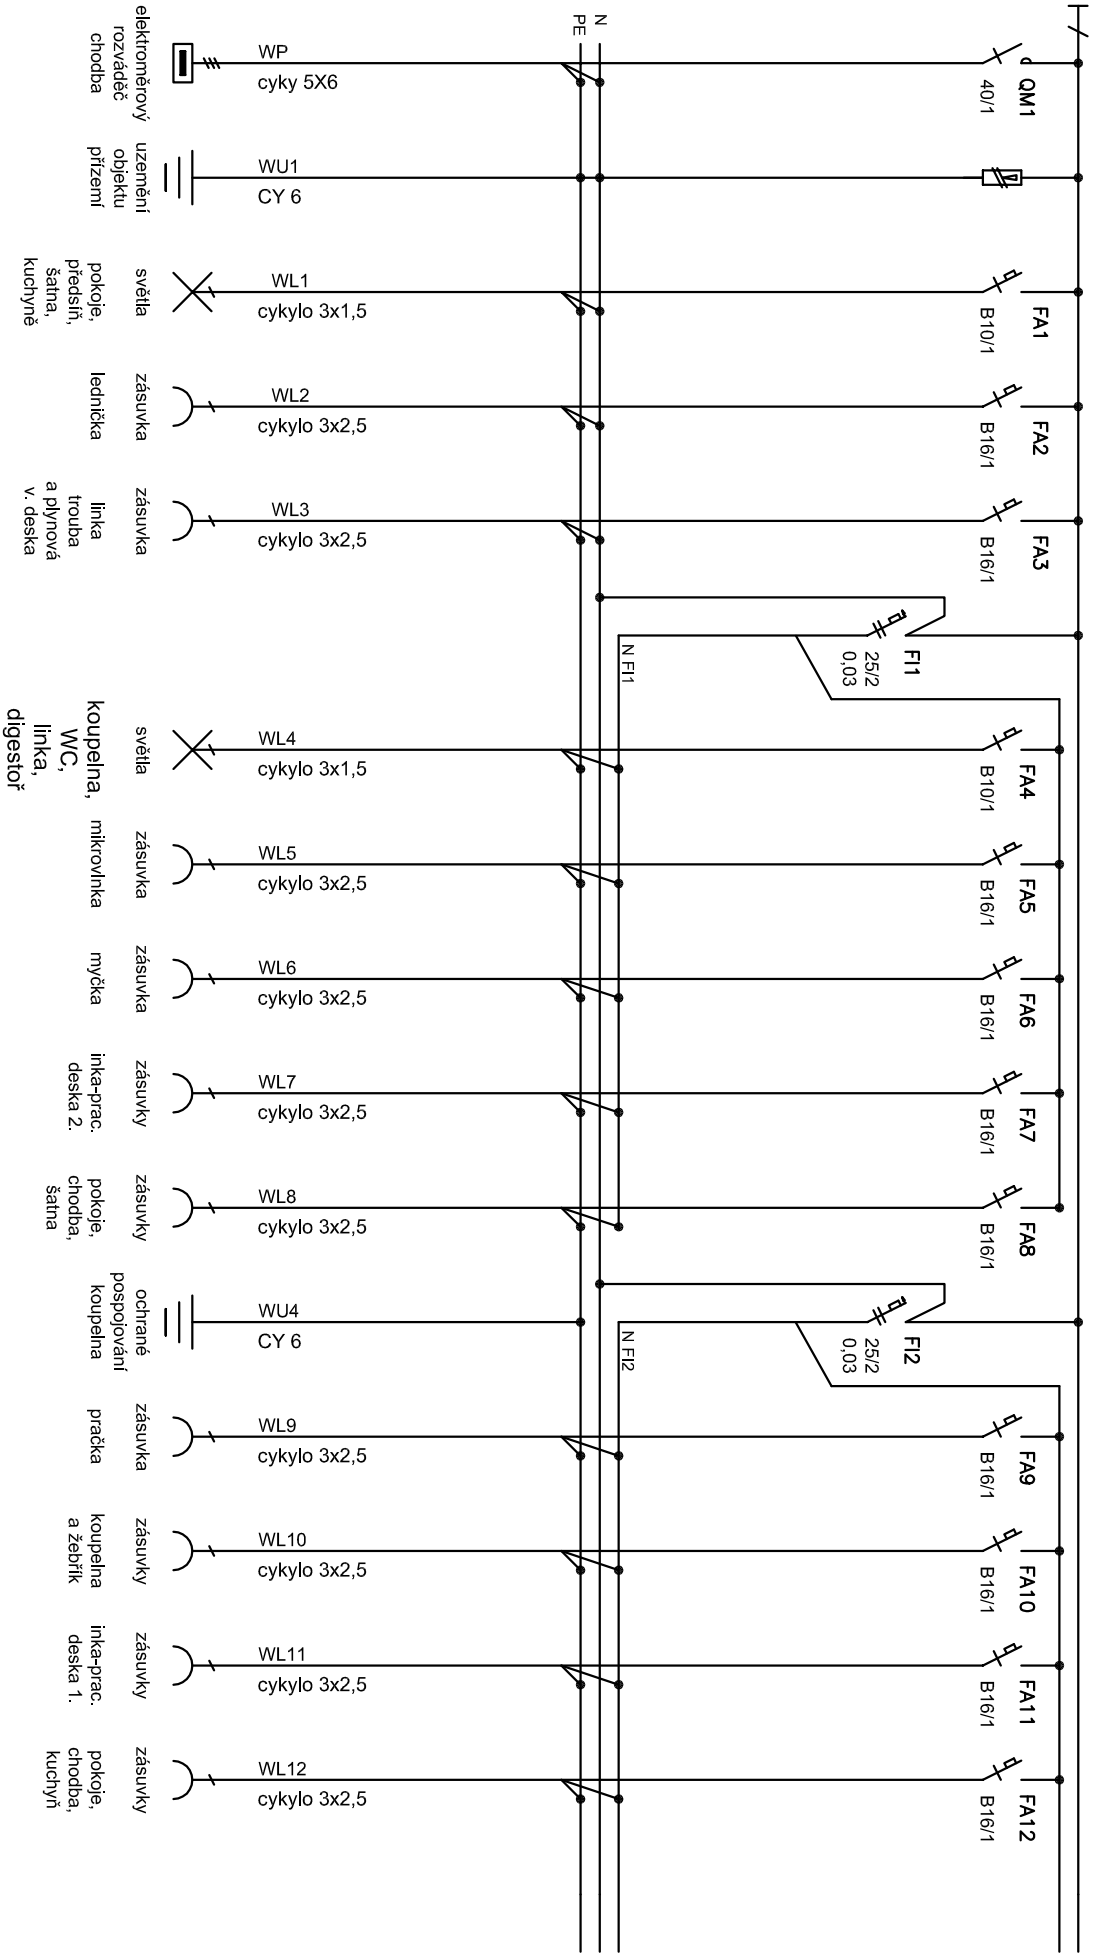 N
PE
QM1
40/1
WP
cyky 5X6
elektroměrový
rozváděč
chodba
WU1
CY 6
uzemění
objektu
přízemí
FA1
B10/1
WL1
cykylo 3x1,5
světla
pokoje,
předsíň,
šatna,
kuchyně
FA2
B16/1
WL2
cykylo 3x2,5
zásuvka
lednička
FA3
B16/1
WL3
cykylo 3x2,5
zásuvka
linka
trouba
a plynová
v. deska
FI1
25/2
0,03
N FI1
FA4
B10/1
WL4
cykylo 3x1,5
světla
koupelna,
WC,
linka,
digestoř
FA5
B16/1
WL5
cykylo 3x2,5
zásuvka
mikrovlnka
FA6
B16/1
WL6
cykylo 3x2,5
zásuvka
myčka
FA7
B16/1
WL7
cykylo 3x2,5
zásuvky
inka-prac.
deska 2.
FA8
B16/1
WL8
cykylo 3x2,5
zásuvky
pokoje,
chodba,
šatna
WU4
CY 6
ochrané
pospojování
koupelna
FI2
25/2
0,03
N FI2
FA9
B16/1
WL9
cykylo 3x2,5
zásuvka
pračka
FA10
B16/1
WL10
cykylo 3x2,5
zásuvky
koupelna
a žebřík
FA11
B16/1
WL11
cykylo 3x2,5
zásuvky
inka-prac.
deska 1.
FA12
B16/1
WL12
cykylo 3x2,5
zásuvky
pokoje,
chodba,
kuchyň